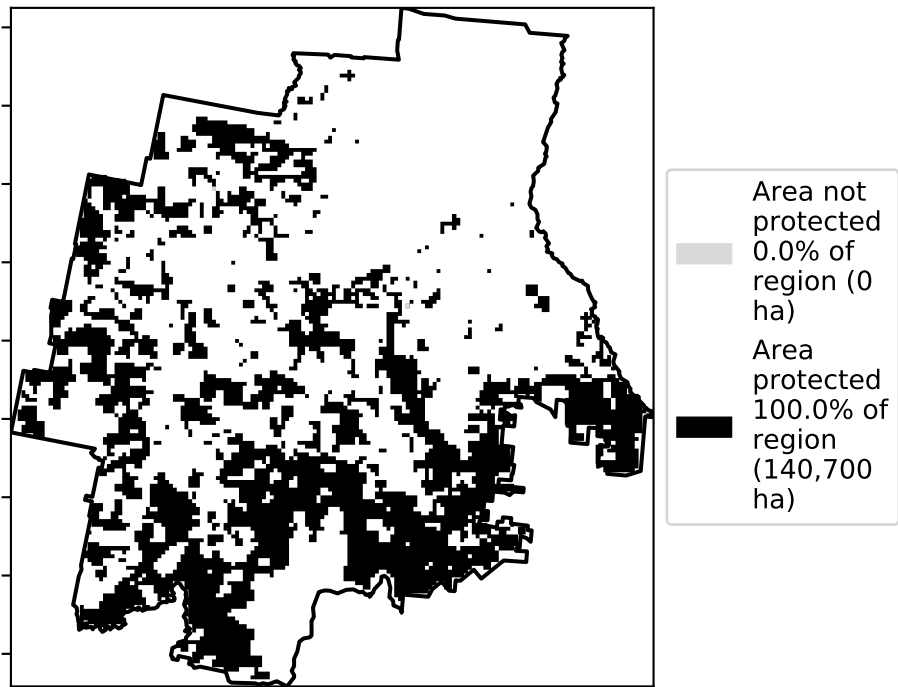 Area not
protected
0.0% of
region (0
ha)
Area
protected
100.0% of
region
(140,700
ha)